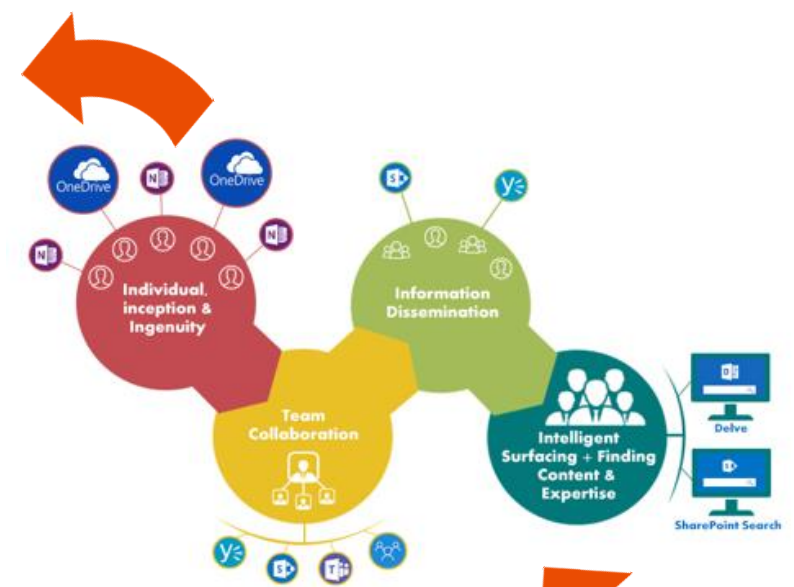 OneDrive
OneDrive
N
N
N
Individual,
inception &
Ingenuity
S
y
Information
Dissemination
Team
Collaboration
y
S
T
Intelligent
Surfacing + Finding
Content &
Expertise
D
Delve
S
SharePoint Search